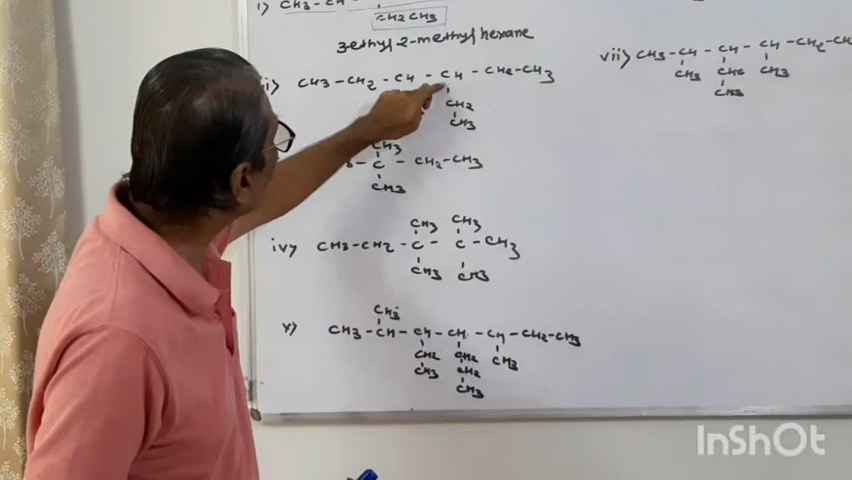 i) CH3 - CH
CH2 CH3
3-ethyl-2-methyl hexane
ii) CH3 - CH2 - CH - CH - CH2 - CH3
CH2
CH3
CH3
- C - CH2 - CH3
CH3
CH3 CH3
iv) CH3 - CH2 - C - C - CH3
CH3 CH3
CH3
v) CH3 - CH - CH - CH - CH - CH2 - CH3
CH2 CH2 CH3
CH3 CH2
CH3
vii) CH3 - CH - CH - CH - CH2 - CH
CH3 CH2 CH3
CH3
InShOt